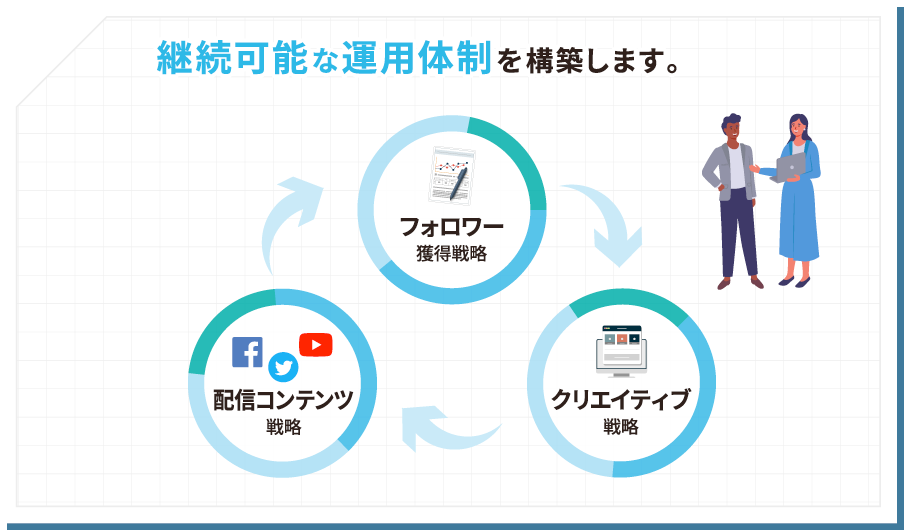 継続可能な運用体制を構築します。
フォロワー
獲得戦略
配信コンテンツ
戦略
クリエイティブ
戦略